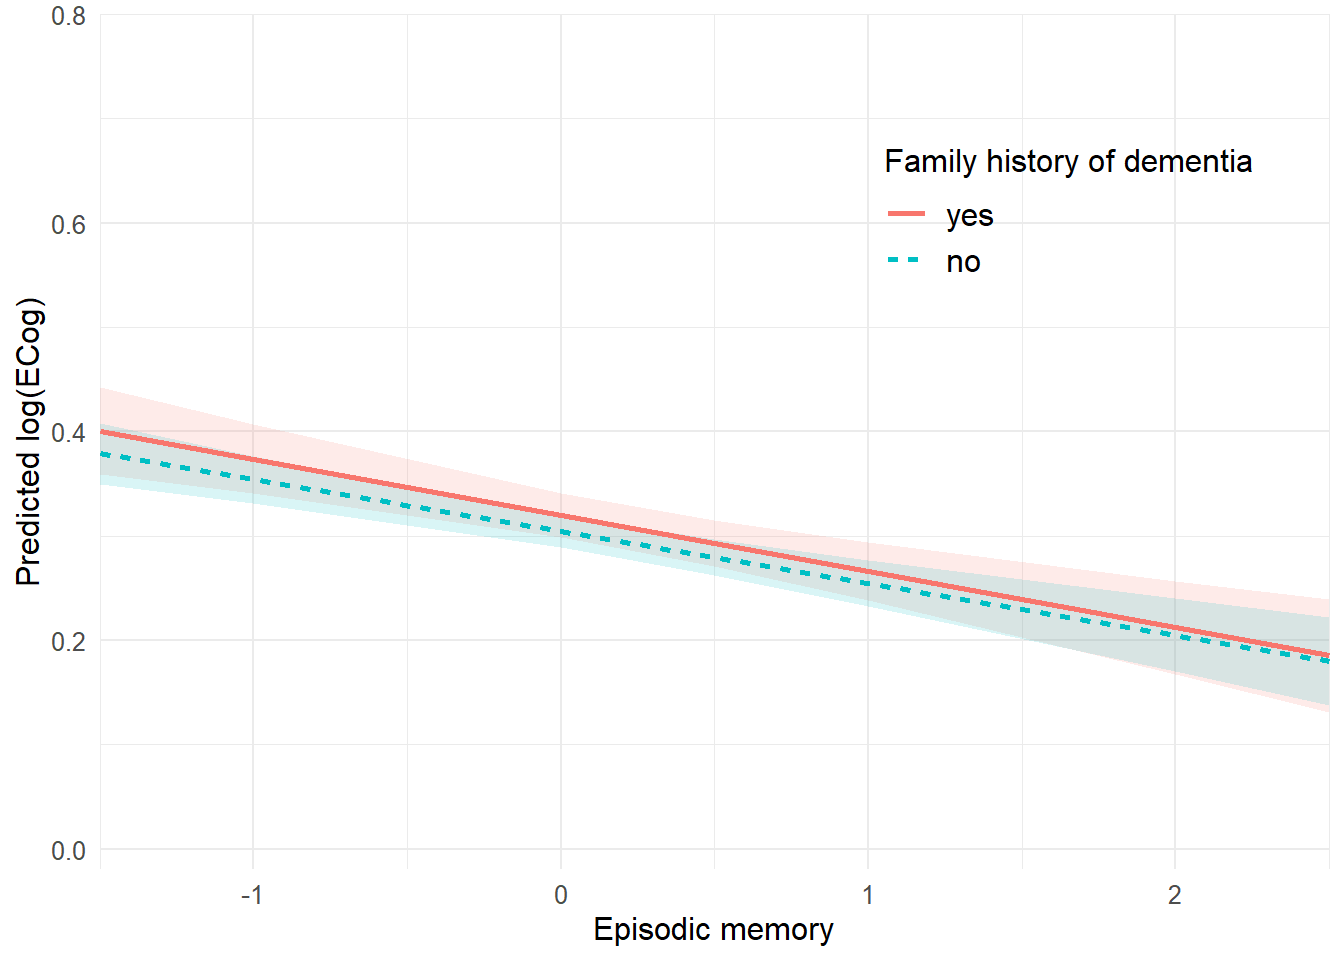 0.8
0.6
0.4
0.2
0.0
Predicted log(ECog)
Family history of dementia
yes
no
-1 0 1 2
Episodic memory